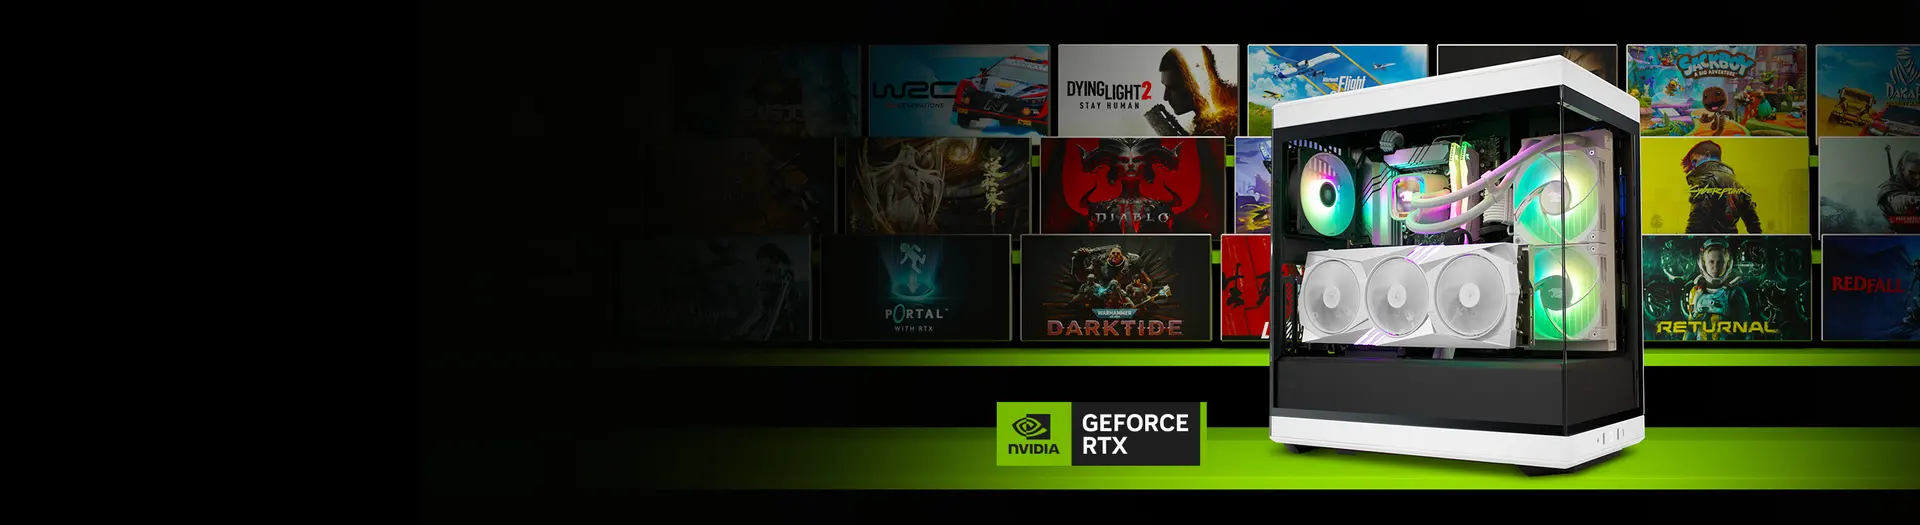 WRC
GENERATIONS
DYING LIGHT 2
STAY HUMAN
Microsoft
Flight
SACKBOY
A BIG ADVENTURE
DAKAR
DIABLO
CYBERPUNK
PORTAL
WITH RTX
WARHAMMER
DARKTIDE
RETURNAL
REDFALL
NVIDIA
GEFORCE
RTX